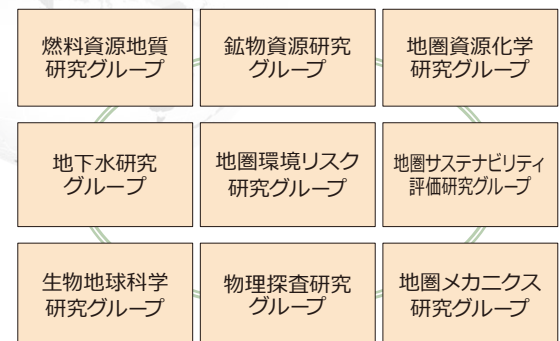 燃料資源地質
研究グループ
鉱物資源研究
グループ
地圏資源化学
研究グループ
地下水研究
グループ
地圏環境リスク
研究グループ
地圏サステナビリティ
評価研究グループ
生物地球科学
研究グループ
物理探査研究
グループ
地圏メカニクス
研究グループ